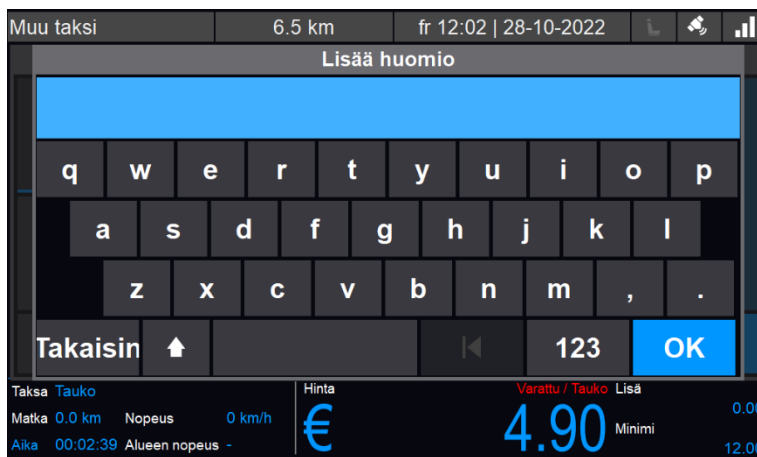 Muu taksi 6.5 km fr 12:02 | 28-10-2022
Lisää huomio
q w e r t y u i o p
a s d f g h j k l
z x c v b n m , .
Takaisin 123 OK
Taksa Tauko Hinta Varattu / Tauko Lisä
Matka 0.0 km Nopeus 0 km/h € 4.90 Minimi 0.00
Aika 00:02:39 Alueen nopeus - 12.00